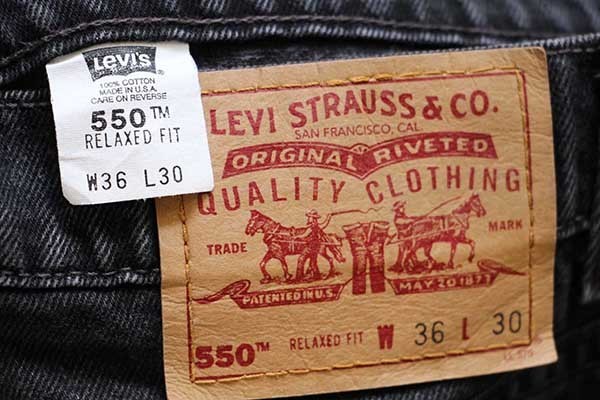 Levi's
100% COTTON
MADE IN U.S.A.
CARE ON REVERSE
550™
RELAXED FIT
W36 L30
LEVI STRAUSS & CO.
SAN FRANCISCO, CAL.
ORIGINAL RIVETED
QUALITY CLOTHING
TRADE MARK
PATENTED IN U.S. MAY 20 1873
550™ RELAXED FIT W 36 L 30